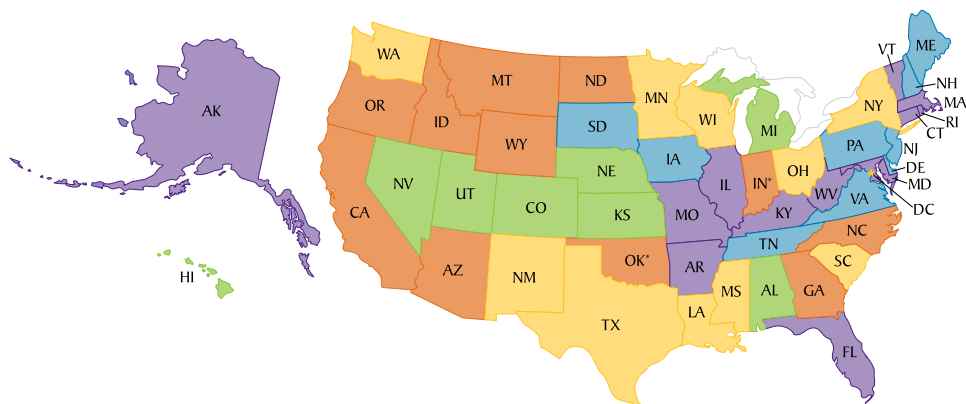 ME
VT
WA
NH
MT
ND
AK
MA
MN
OR
NY
WI
RI
SD
ID
MI
CT
WY
PA
NJ
IA
OH
NE
DE
NV
IL
IN*
UT
MD
WV
CO
VA
CA
KS
MO
KY
DC
NC
TN
OK*
SC
AR
AZ
HI
NM
MS
AL
GA
LA
TX
FL